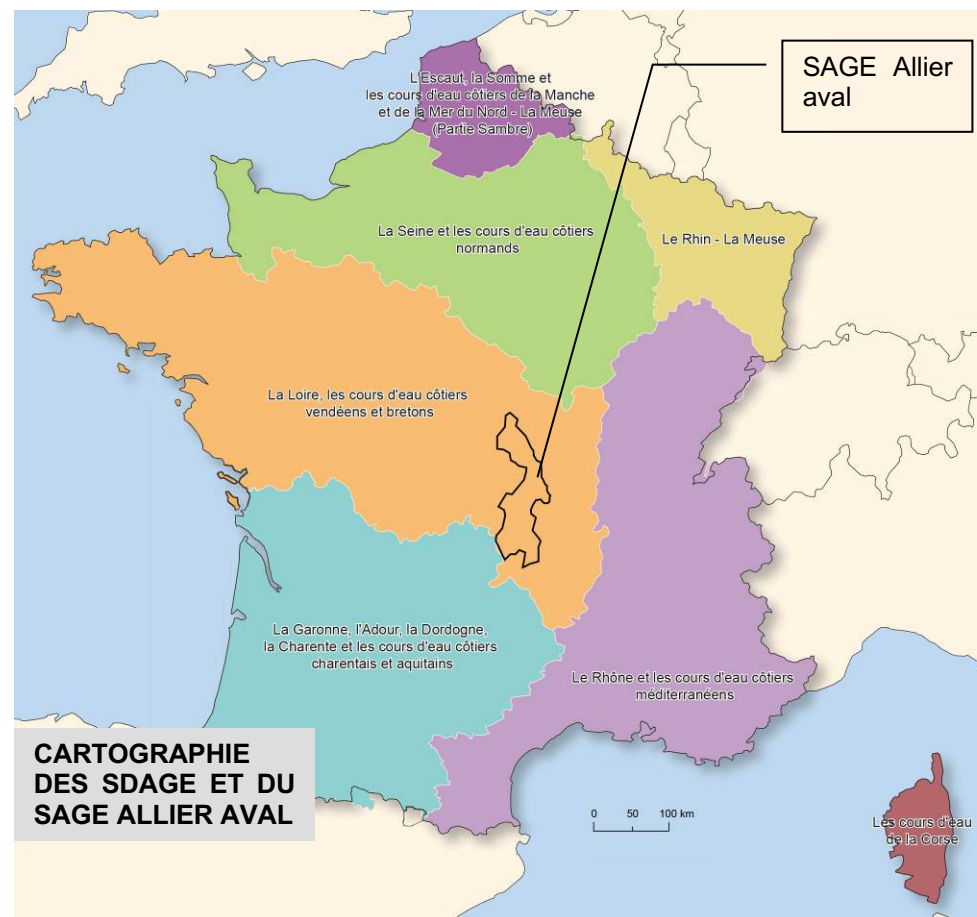 SAGE Allier
aval
L'Escaut, la Somme et
les cours d'eau côtiers de la Manche
et de la Mer du Nord - La Meuse
(Partie Sambre)
La Seine et les cours d'eau côtiers
normands
Le Rhin - La Meuse
La Loire, les cours d'eau côtiers
vendéens et bretons
La Garonne, l'Adour, la Dordogne,
la Charente et les cours d'eau côtiers
charentais et aquitains
Le Rhône et les cours d'eau côtiers
méditerranéens
CARTOGRAPHIE
DES SDAGE ET DU
SAGE ALLIER AVAL
0 50 100 km
Les cours d'eau
de la Corse